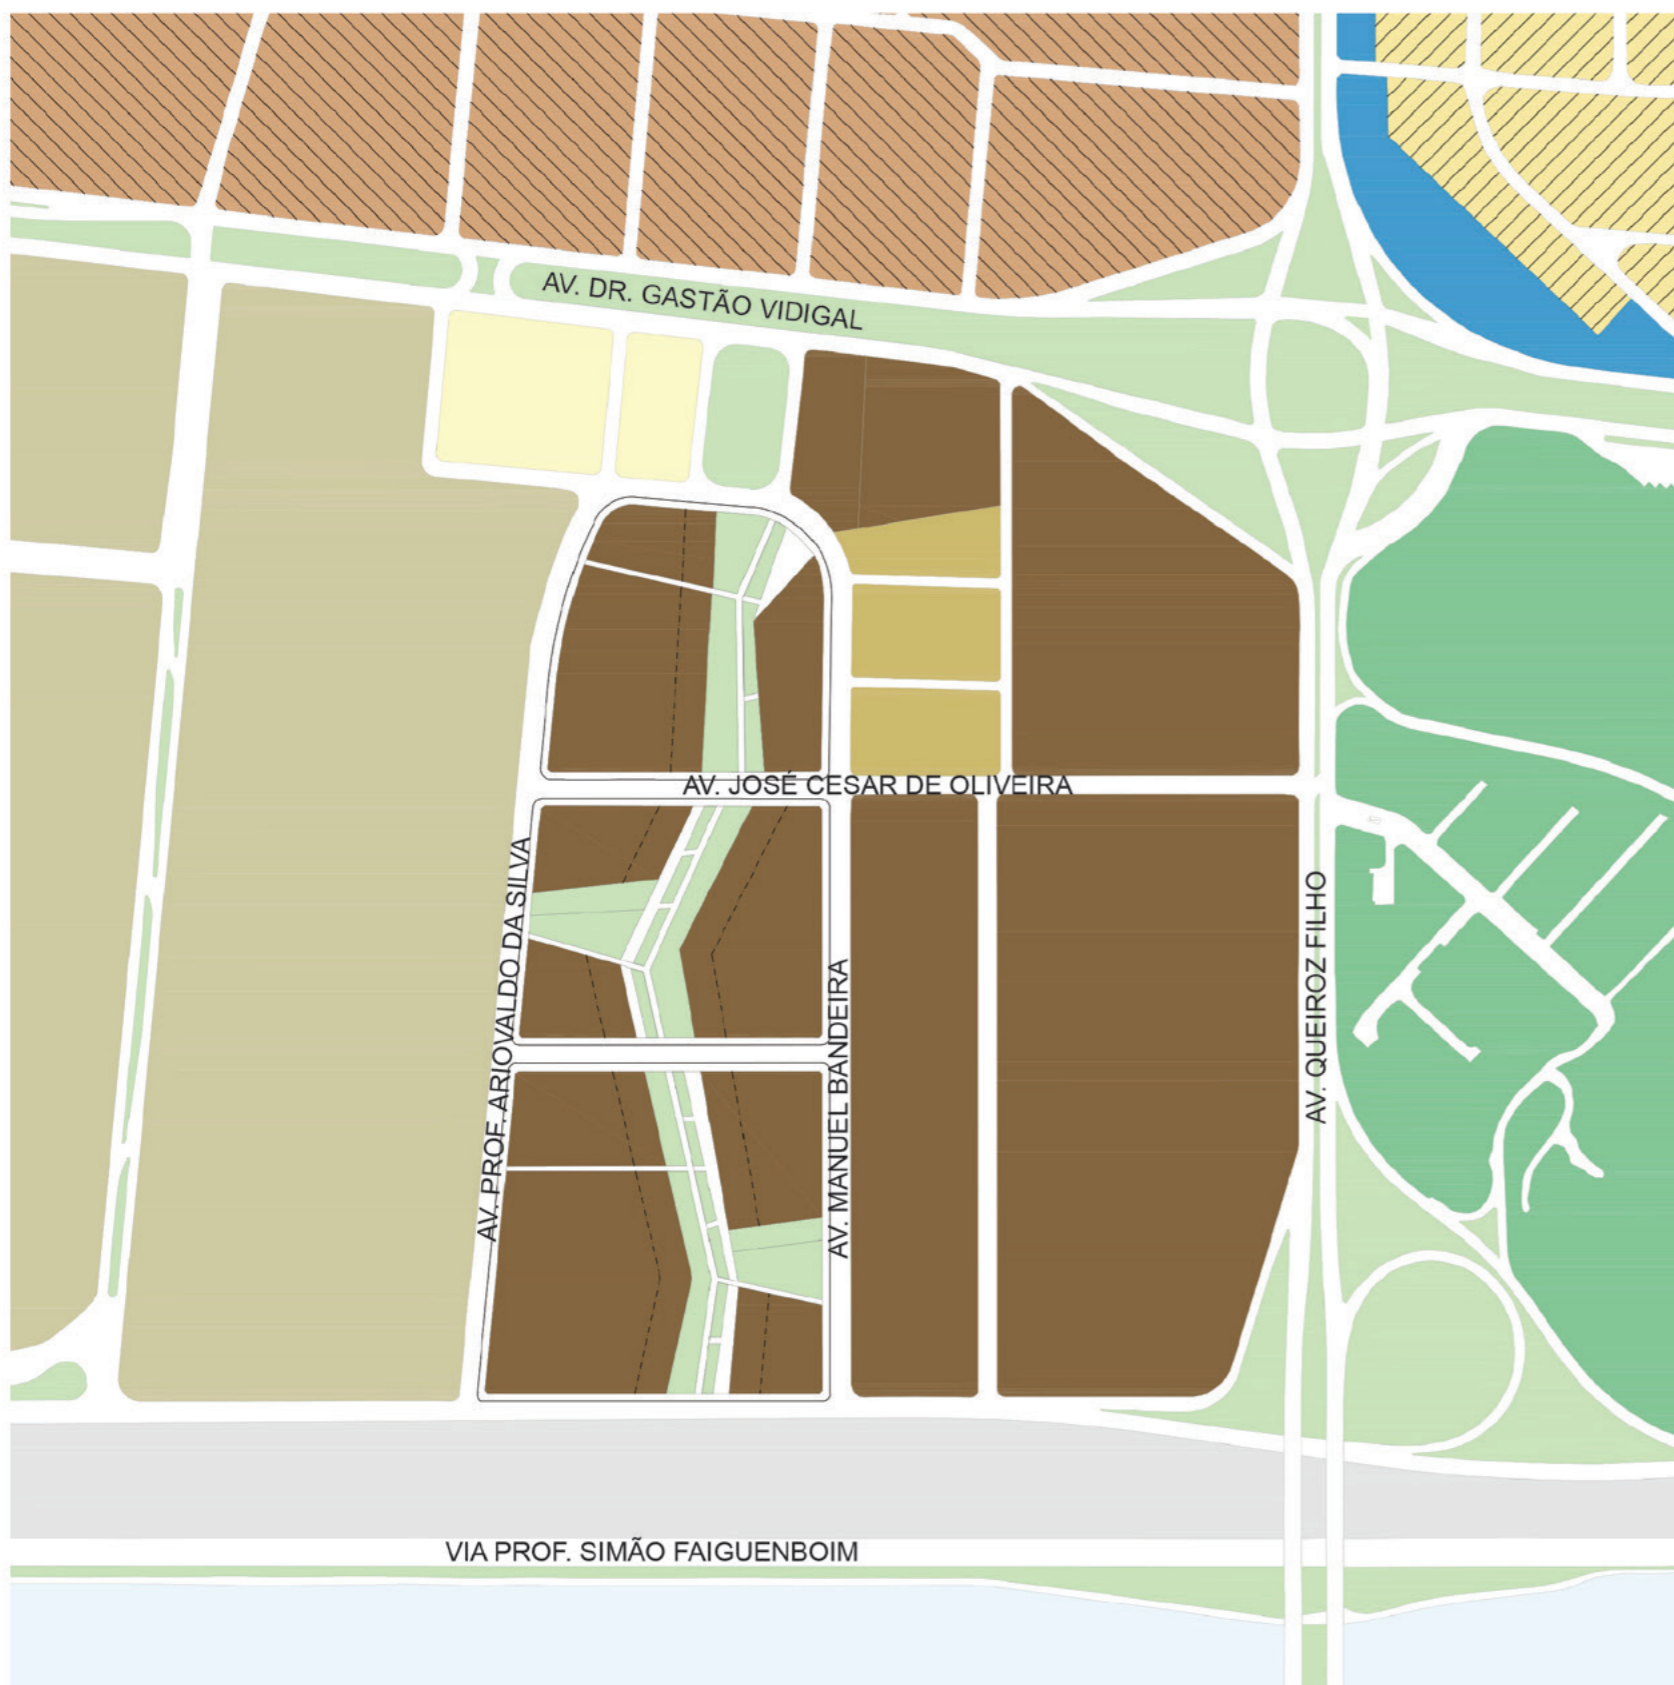 AV. DR. GASTÃO VIDIGAL
AV. JOSÉ CESAR DE OLIVEIRA
AV. PROF. ARIOVALDO DA SILVA
AV. MANUEL BANDEIRA
AV. QUEIROZ FILHO
VIA PROF. SIMÃO FAIGUENBOIM